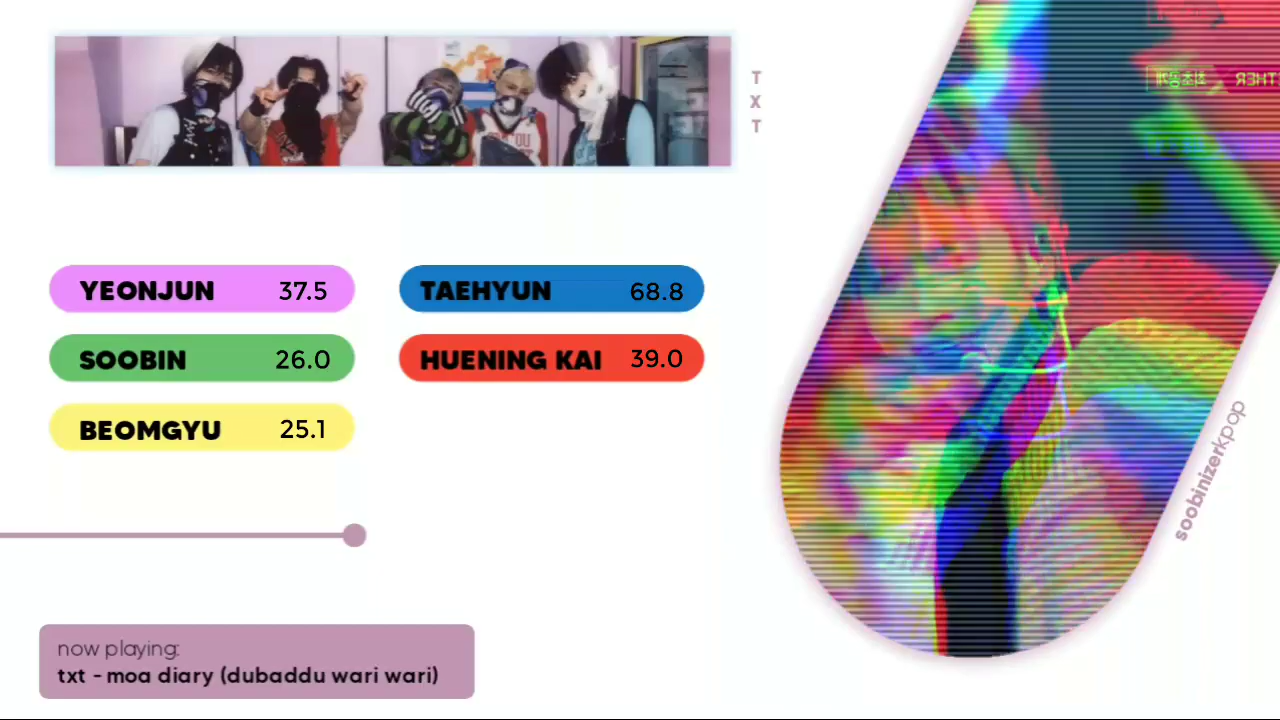 T
X
T
YEONJUN 37.5
TAEHYUN 68.8
SOOBIN 26.0
HUENING KAI 39.0
BEOMGYU 25.1
soobinizerkpop
now playing:
txt - moa diary (dubaddu wari wari)